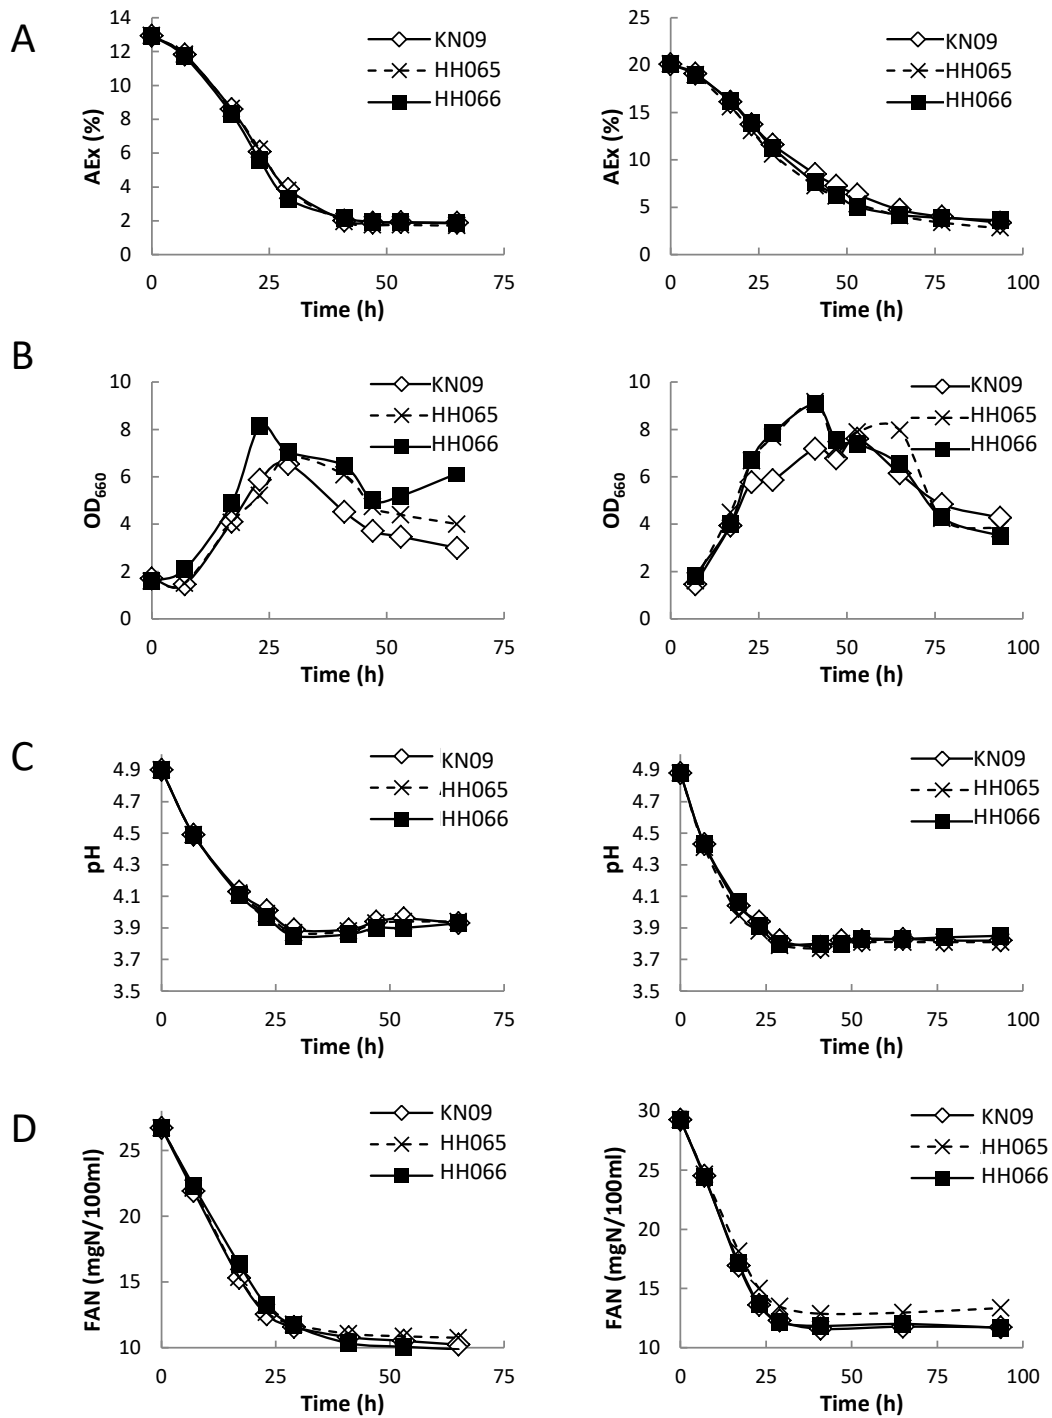 A
AEx (%)
14
12
10
8
6
4
2
0
0 25 50 75
Time (h)
KN09
HH065
HH066
AEx (%)
25
20
15
10
5
0
0 25 50 75 100
Time (h)
KN09
HH065
HH066
B
OD660
10
8
6
4
2
0
0 25 50 75
Time (h)
KN09
HH065
HH066
OD660
10
8
6
4
2
0
0 25 50 75 100
Time (h)
KN09
HH065
HH066
C
pH
4.9
4.7
4.5
4.3
4.1
3.9
3.7
3.5
0 25 50 75
Time (h)
KN09
HH065
HH066
pH
4.9
4.7
4.5
4.3
4.1
3.9
3.7
3.5
0 25 50 75 100
Time (h)
KN09
HH065
HH066
D
FAN (mgN/100ml)
25
20
15
10
0 25 50 75
Time (h)
KN09
HH065
HH066
FAN (mgN/100ml)
30
25
20
15
10
0 25 50 75 100
Time (h)
KN09
HH065
HH066